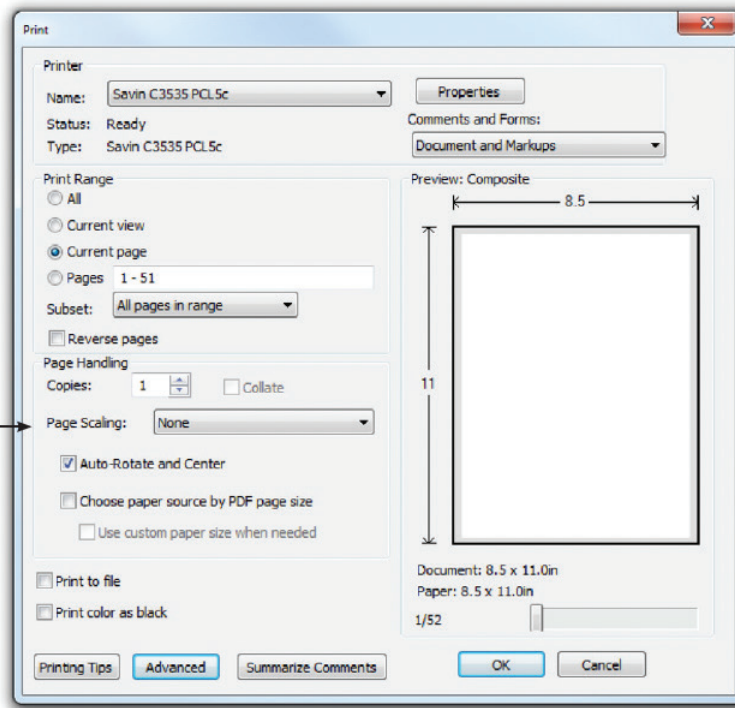 Print
Printer
Name: Savin C3535 PCL5c Properties
Status: Ready Comments and Forms:
Type: Savin C3535 PCL5c Document and Markups
Print Range
All
Current view
Current page
Pages 1 - 51
Subset: All pages in range
Reverse pages
Page Handling
Copies: 1 Collate
Page Scaling: None
Auto-Rotate and Center
Choose paper source by PDF page size
Use custom paper size when needed
Print to file
Print color as black
Preview: Composite
8.5
11
Document: 8.5 x 11.0in
Paper: 8.5 x 11.0in
1/52
Printing Tips Advanced Summarize Comments OK Cancel